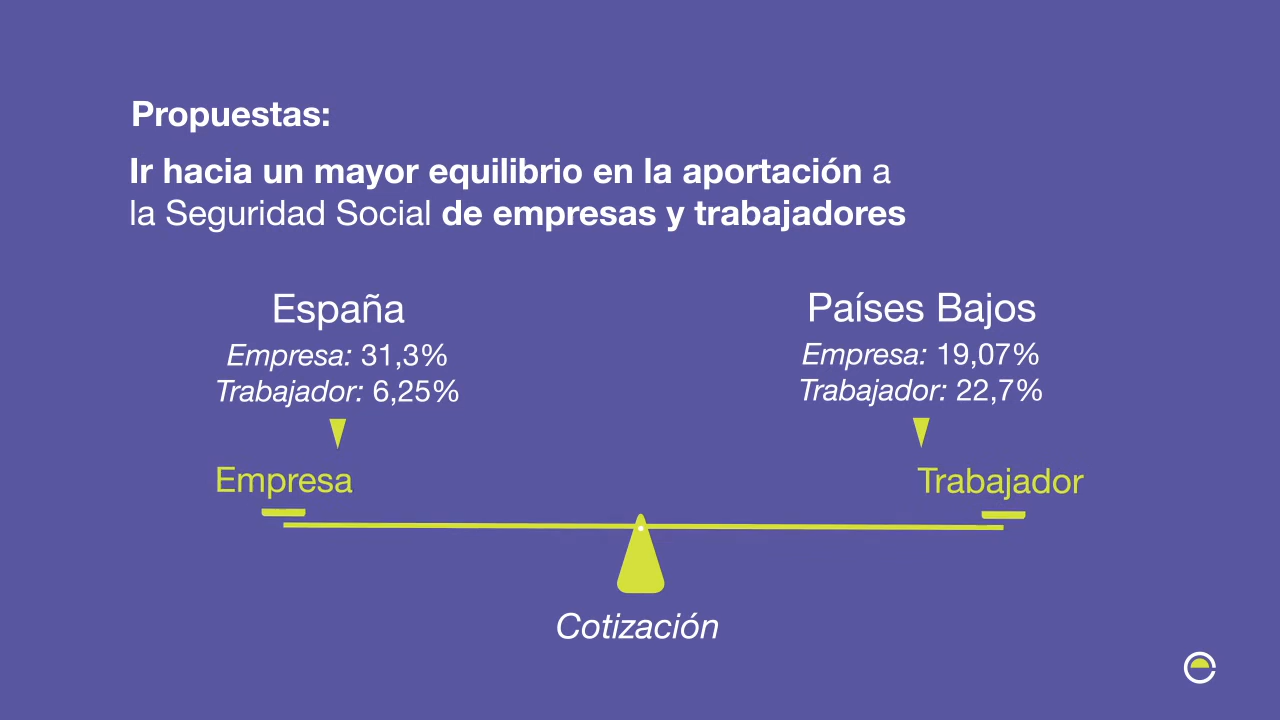 Propuestas:
Ir hacia un mayor equilibrio en la aportación a
la Seguridad Social de empresas y trabajadores
España
Empresa: 31,3%
Trabajador: 6,25%
Países Bajos
Empresa: 19,07%
Trabajador: 22,7%
Empresa
Trabajador
Cotización